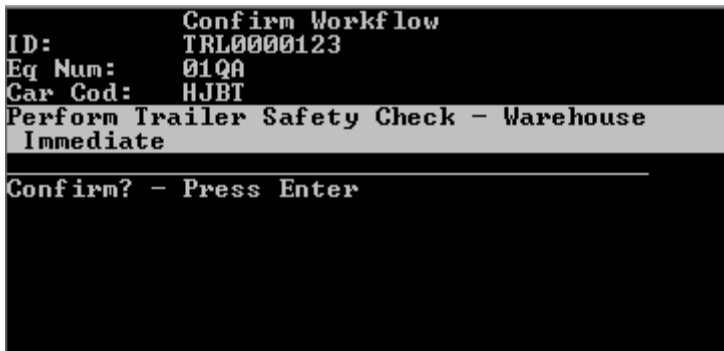 Confirm Workflow
ID: TRL0000123
Eq Num: 01QA
Car Cod: HJBT
Perform Trailer Safety Check - Warehouse
Immediate
Confirm? - Press Enter